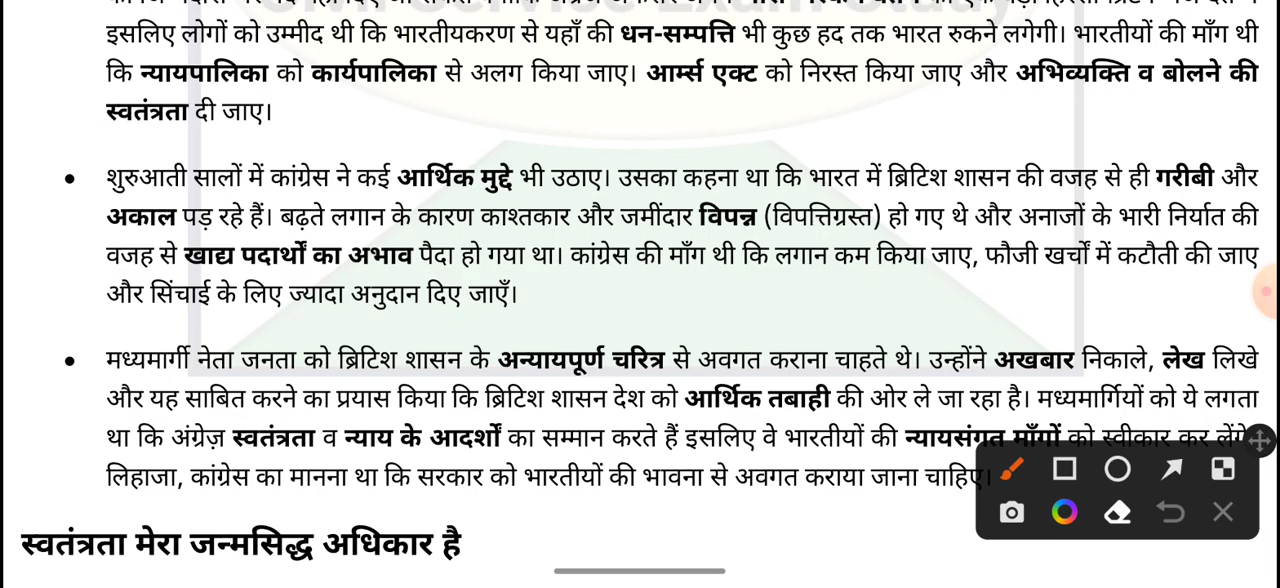 इसलिए लोगों को उम्मीद थी कि भारतीयकरण से यहाँ की धन-सम्पत्ति भी कुछ हद तक भारत रुकने लगेगी। भारतीयों की माँग थी
कि न्यायपालिका को कार्यपालिका से अलग किया जाए। आर्म्स एक्ट को निरस्त किया जाए और अभिव्यक्ति व बोलने की
स्वतंत्रता दी जाए।
• शुरुआती सालों में कांग्रेस ने कई आर्थिक मुद्दे भी उठाए। उसका कहना था कि भारत में ब्रिटिश शासन की वजह से ही गरीबी और
अकाल पड़ रहे हैं। बढ़ते लगान के कारण काश्तकार और जमींदार विपन्न (विपत्तिग्रस्त) हो गए थे और अनाजों के भारी निर्यात की
वजह से खाद्य पदार्थों का अभाव पैदा हो गया था। कांग्रेस की माँग थी कि लगान कम किया जाए, फौजी खर्चों में कटौती की जाए
और सिंचाई के लिए ज्यादा अनुदान दिए जाएँ।
• मध्यमार्गी नेता जनता को ब्रिटिश शासन के अन्यायपूर्ण चरित्र से अवगत कराना चाहते थे। उन्होंने अखबार निकाले, लेख लिखे
और यह साबित करने का प्रयास किया कि ब्रिटिश शासन देश को आर्थिक तबाही की ओर ले जा रहा है। मध्यमार्गियों को ये लगता
था कि अंग्रेज़ स्वतंत्रता व न्याय के आदर्शों का सम्मान करते हैं इसलिए वे भारतीयों की न्यायसंगत माँगों को स्वीकार कर लेंगे
लिहाजा, कांग्रेस का मानना था कि सरकार को भारतीयों की भावना से अवगत कराया जाना चाहिए।
स्वतंत्रता मेरा जन्मसिद्ध अधिकार है